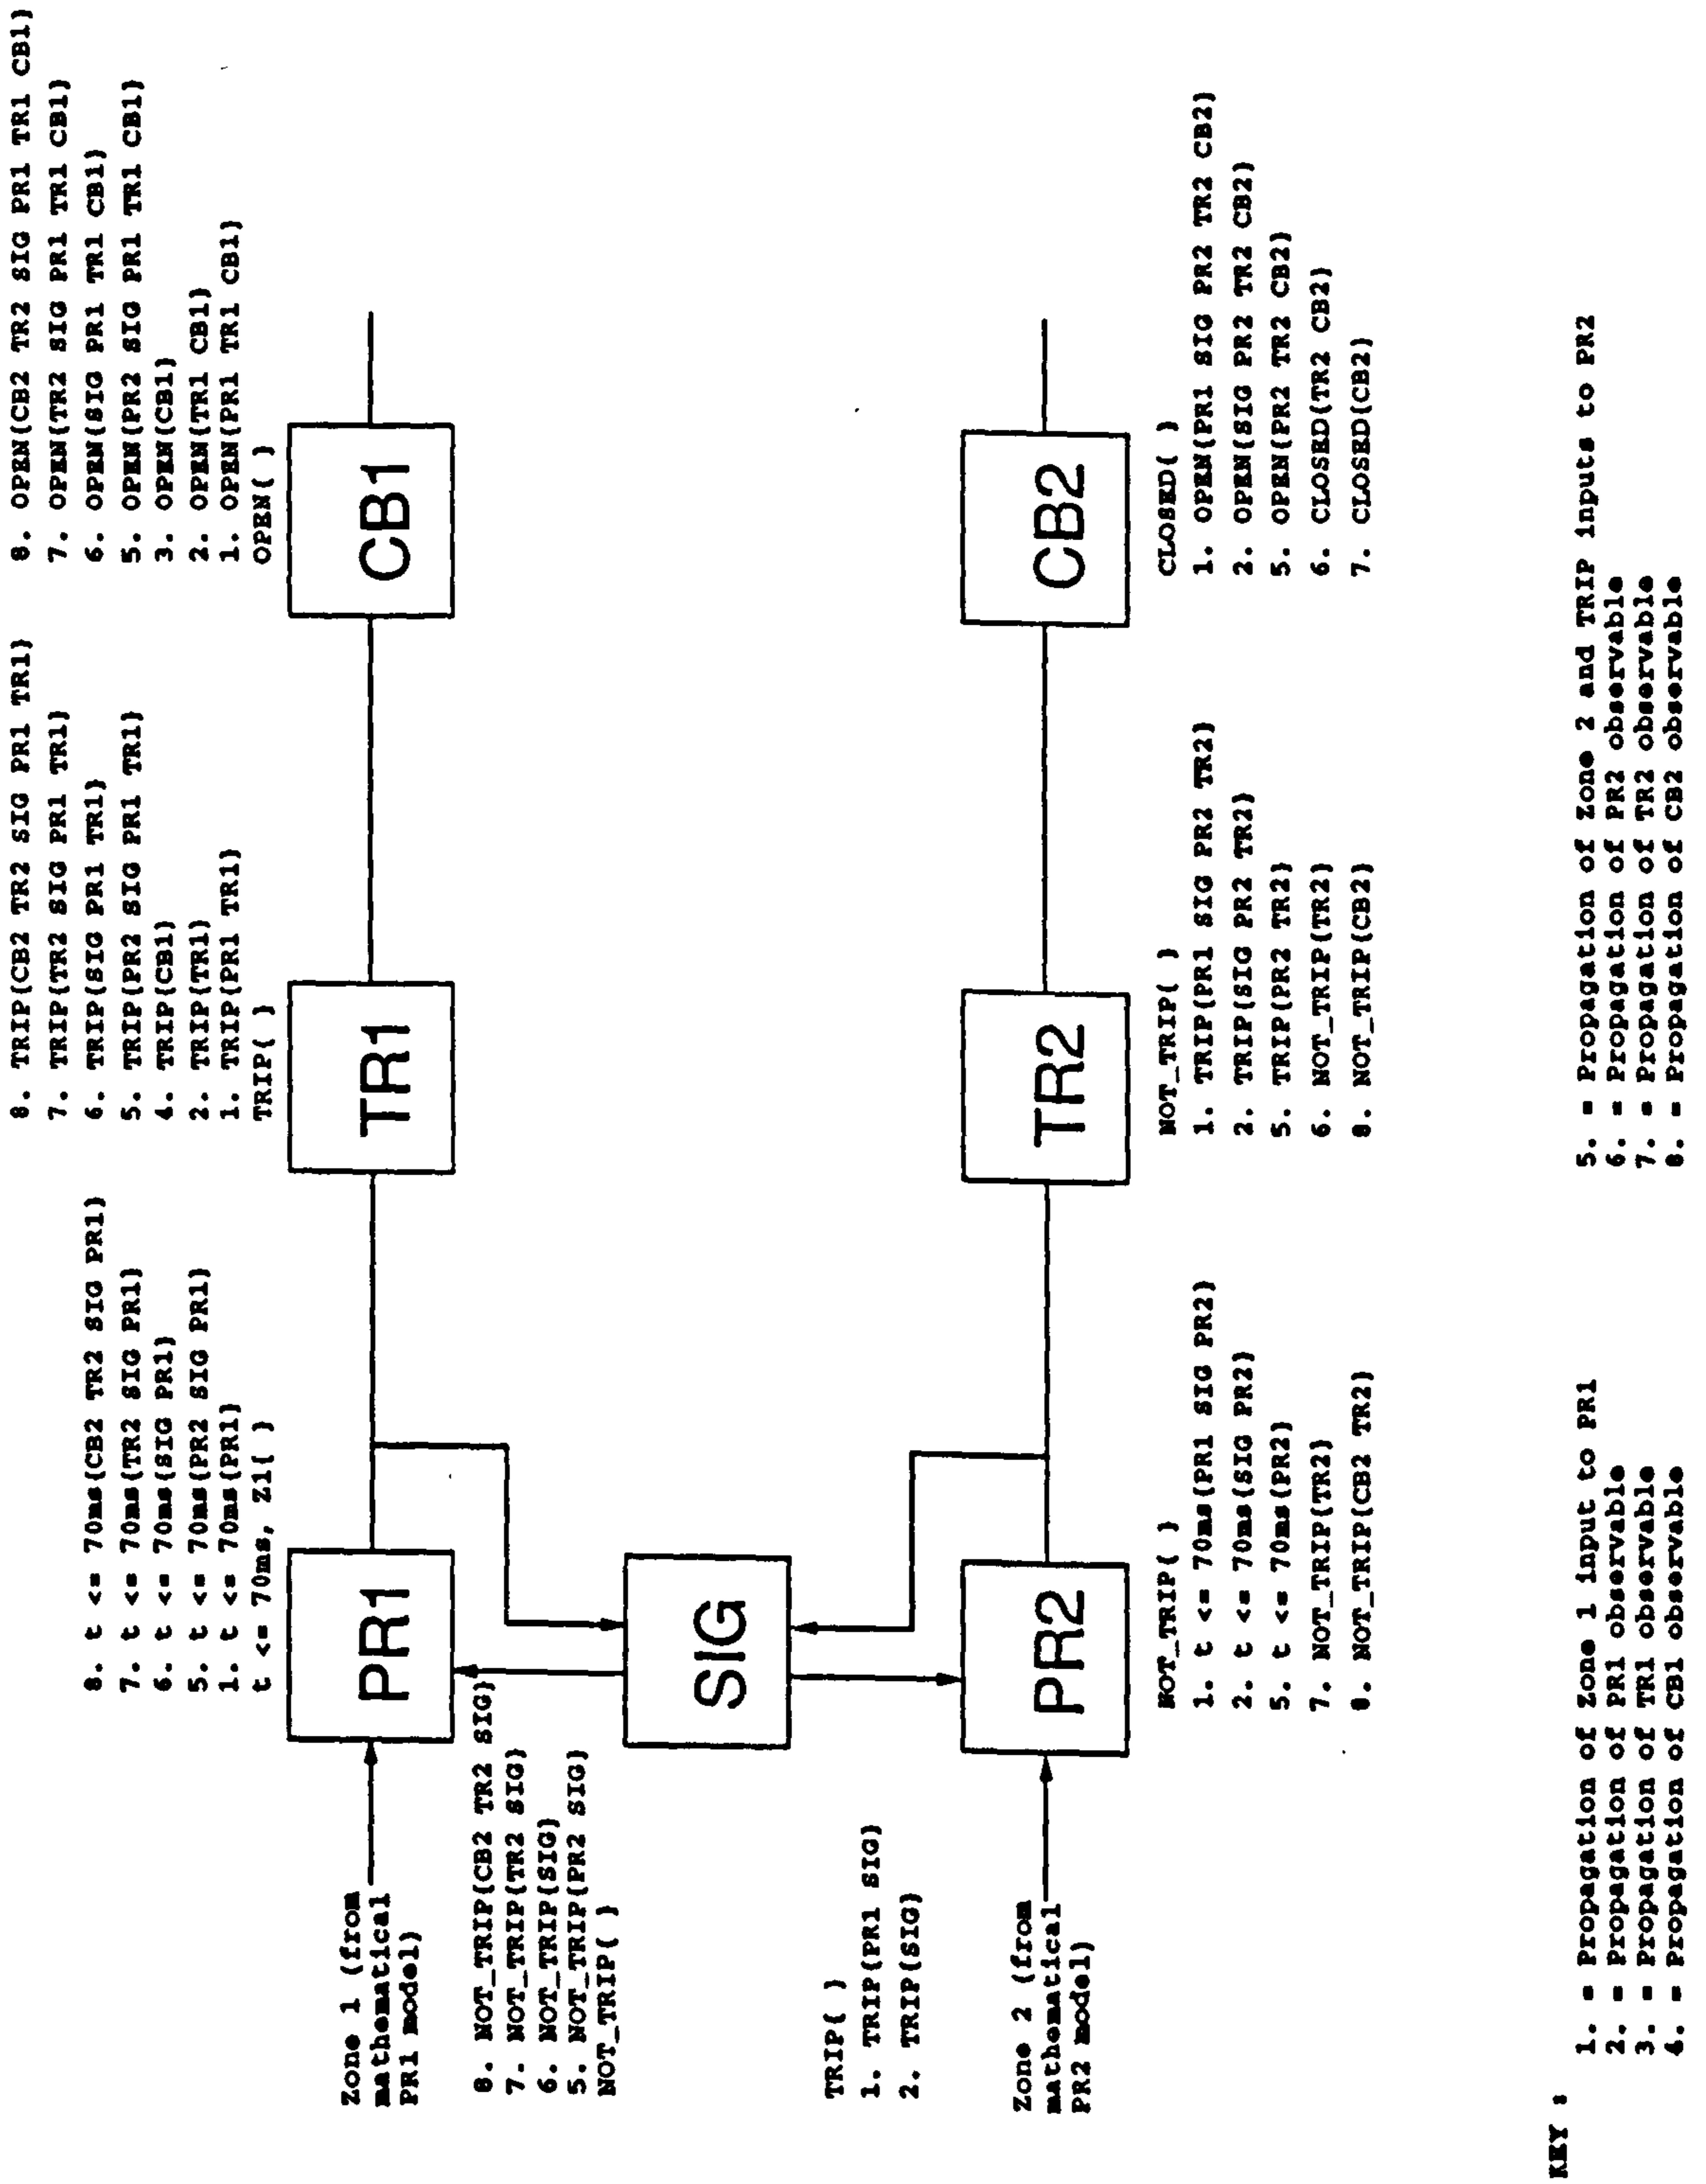 8. t <= 70ms{CB2 TR2 SIG PR1}
7. t <= 70ms{TR2 SIG PR1}
6. t <= 70ms{SIG PR1}
5. t <= 70ms{PR2 SIG PR1}
1. t <= 70ms{PR1}
t <= 70ms, Z1{ }
8. TRIP{CB2 TR2 SIG PR1 TR1}
7. TRIP{TR2 SIG PR1 TR1}
6. TRIP{SIG PR1 TR1}
5. TRIP{PR2 SIG PR1 TR1}
4. TRIP{CB1}
2. TRIP{TR1}
1. TRIP{PR1 TR1}
TRIP{ }
8. OPEN{CB2 TR2 SIG PR1 TR1 CB1}
7. OPEN{TR2 SIG PR1 TR1 CB1}
6. OPEN{SIG PR1 TR1 CB1}
5. OPEN{PR2 SIG PR1 TR1 CB1}
3. OPEN{CB1}
2. OPEN{TR1 CB1}
1. OPEN{PR1 TR1 CB1}
OPEN{ }
Zone 1 (from
mathematical
PR1 model)
PR1
TR1
CB1
8. NOT_TRIP{CB2 TR2 SIG}
7. NOT_TRIP{TR2 SIG}
6. NOT_TRIP{SIG}
5. NOT_TRIP{PR2 SIG}
NOT_TRIP{ }
SIG
TRIP{ }
1. TRIP{PR1 SIG}
2. TRIP{SIG}
Zone 2 (from
mathematical
PR2 model)
PR2
TR2
CB2
NOT_TRIP{ }
1. t <= 70ms{PR1 SIG PR2}
2. t <= 70ms{SIG PR2}
5. t <= 70ms{PR2}
7. NOT_TRIP{TR2}
8. NOT_TRIP{CB2 TR2}
NOT_TRIP{ }
1. TRIP{PR1 SIG PR2 TR2}
2. TRIP{SIG PR2 TR2}
5. TRIP{PR2 TR2}
6. NOT_TRIP{TR2}
8. NOT_TRIP{CB2}
CLOSED{ }
1. OPEN{PR1 SIG PR2 TR2 CB2}
2. OPEN{SIG PR2 TR2 CB2}
5. OPEN{PR2 TR2 CB2}
6. CLOSED{TR2 CB2}
7. CLOSED{CB2}
KEY :
1. = Propagation of Zone 1 input to PR1
2. = Propagation of PR1 observable
3. = Propagation of TR1 observable
4. = Propagation of CB1 observable
5. = Propagation of Zone 2 and TRIP inputs to PR2
6. = Propagation of PR2 observable
7. = Propagation of TR2 observable
8. = Propagation of CB2 observable